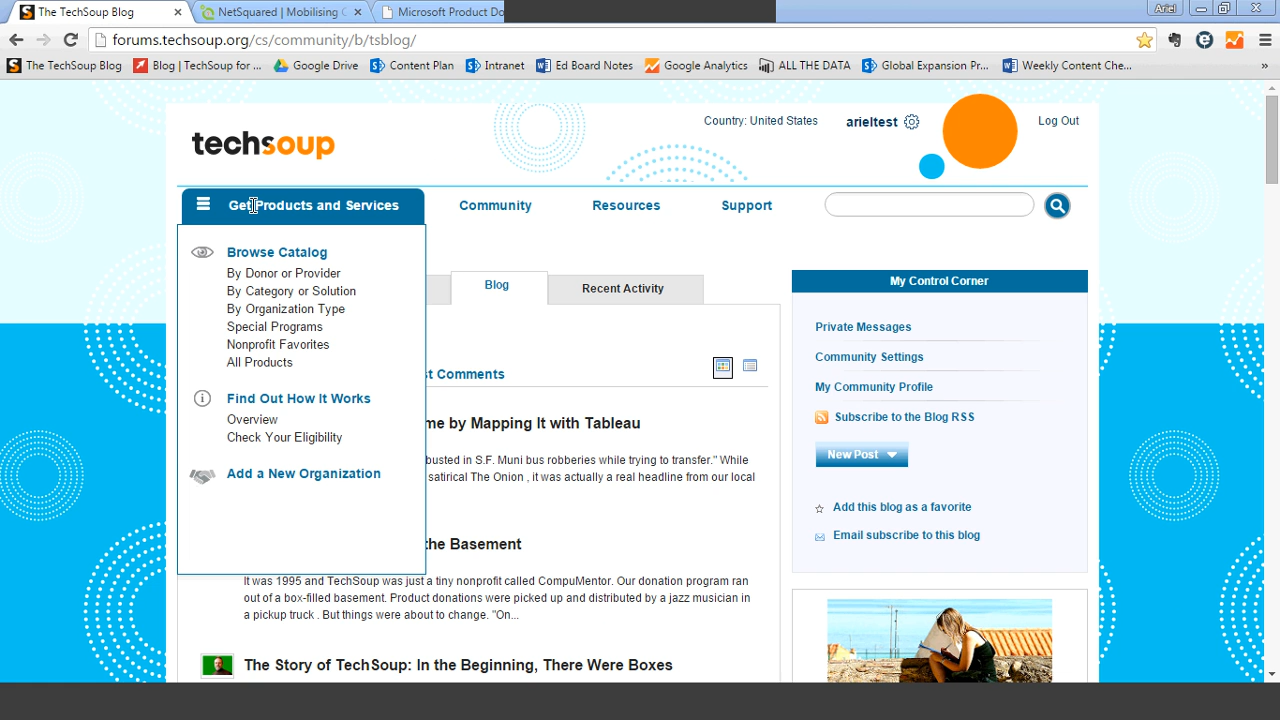 The TechSoup Blog
NetSquared | Mobilising
Microsoft Product Do
Ariel
forums.techsoup.org/cs/community/b/tsblog/
The TechSoup Blog
Blog | TechSoup for ...
Google Drive
Content Plan
Intranet
Ed Board Notes
Google Analytics
ALL THE DATA
Global Expansion Pr...
Weekly Content Che...
»
techsoup
Country: United States
arieltest
Log Out
Get Products and Services
Community
Resources
Support
Browse Catalog
By Donor or Provider
By Category or Solution
By Organization Type
Special Programs
Nonprofit Favorites
All Products
Find Out How It Works
Overview
Check Your Eligibility
Add a New Organization
Blog
Recent Activity
st Comments
me by Mapping It with Tableau
busted in S.F. Muni bus robberies while trying to transfer." While
satirical The Onion , it was actually a real headline from our local
the Basement
It was 1995 and TechSoup was just a tiny nonprofit called CompuMentor. Our donation program ran
out of a box-filled basement. Product donations were picked up and distributed by a jazz musician in
a pickup truck . But things were about to change. "On...
The Story of TechSoup: In the Beginning, There Were Boxes
My Control Corner
Private Messages
Community Settings
My Community Profile
Subscribe to the Blog RSS
New Post
Add this blog as a favorite
Email subscribe to this blog